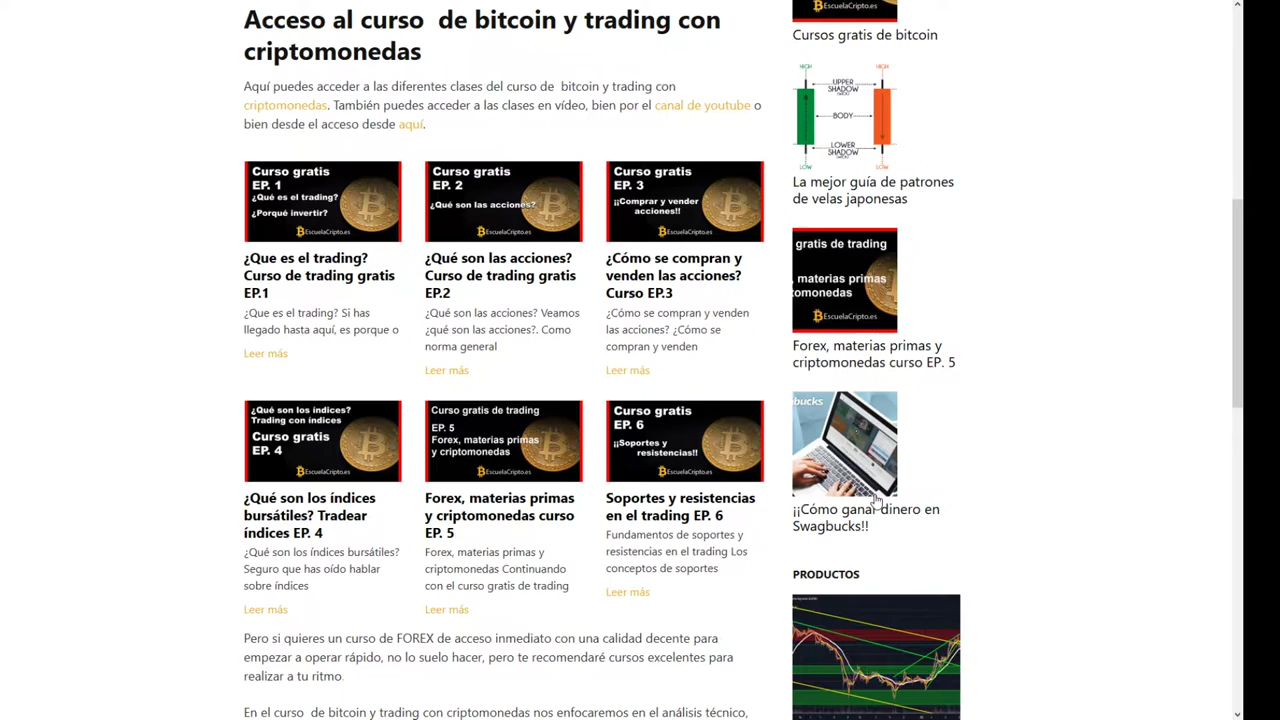 Acceso al curso  de bitcoin y trading con
criptomonedas
Aquí puedes acceder a las diferentes clases del curso de  bitcoin y trading con
criptomonedas. También puedes acceder a las clases en vídeo, bien por el canal de youtube o
bien desde el acceso desde aquí.
Curso gratis
EP. 1
¿Qué es el trading?
¿Porqué invertir?
EscuelaCripto.es
¿Que es el trading?
Curso de trading gratis
EP.1
¿Que es el trading? Si has
llegado hasta aquí, es porque o
Leer más
Curso gratis
EP. 2
¿Qué son las acciones?
EscuelaCripto.es
¿Qué son las acciones?
Curso de trading gratis
EP.2
¿Qué son las acciones? Veamos
¿qué son las acciones?. Como
norma general
Leer más
Curso gratis
EP. 3
¡¡Comprar y vender
acciones!!
EscuelaCripto.es
¿Cómo se compran y
venden las acciones?
Curso EP.3
¿Cómo se compran y venden
las acciones? ¿Cómo se
compran y venden
Leer más
¿Qué son los índices?
Trading con índices
Curso gratis
EP. 4
EscuelaCripto.es
¿Qué son los índices
bursátiles? Tradear
índices EP. 4
¿Qué son los índices bursátiles?
Seguro que has oído hablar
sobre índices
Leer más
Curso gratis de trading
EP. 5
Forex, materias primas
y criptomonedas
EscuelaCripto.es
Forex, materias primas
y criptomonedas curso
EP. 5
Forex, materias primas y
criptomonedas Continuando
con el curso gratis de trading
Leer más
Curso gratis
EP. 6
¡¡Soportes y
resistencias!!
EscuelaCripto.es
Soportes y resistencias
en el trading EP. 6
Fundamentos de soportes y
resistencias en el trading Los
conceptos de soportes
Leer más
Pero si quieres un curso de FOREX de acceso inmediato con una calidad decente para
empezar a operar rápido, no lo suelo hacer, pero te recomendaré cursos excelentes para
realizar a tu ritmo.
En el curso  de bitcoin y trading con criptomonedas nos enfocaremos en el análisis técnico,
EscuelaCripto.es
Cursos gratis de bitcoin
HIGH
HIGH
UPPER
SHADOW
BODY
LOWER
SHADOW
LOW
LOW
La mejor guía de patrones
de velas japonesas
gratis de trading
, materias primas
tomonedas
EscuelaCripto.es
Forex, materias primas y
criptomonedas curso EP. 5
gbucks
¡¡Cómo ganar dinero en
Swagbucks!!
PRODUCTOS